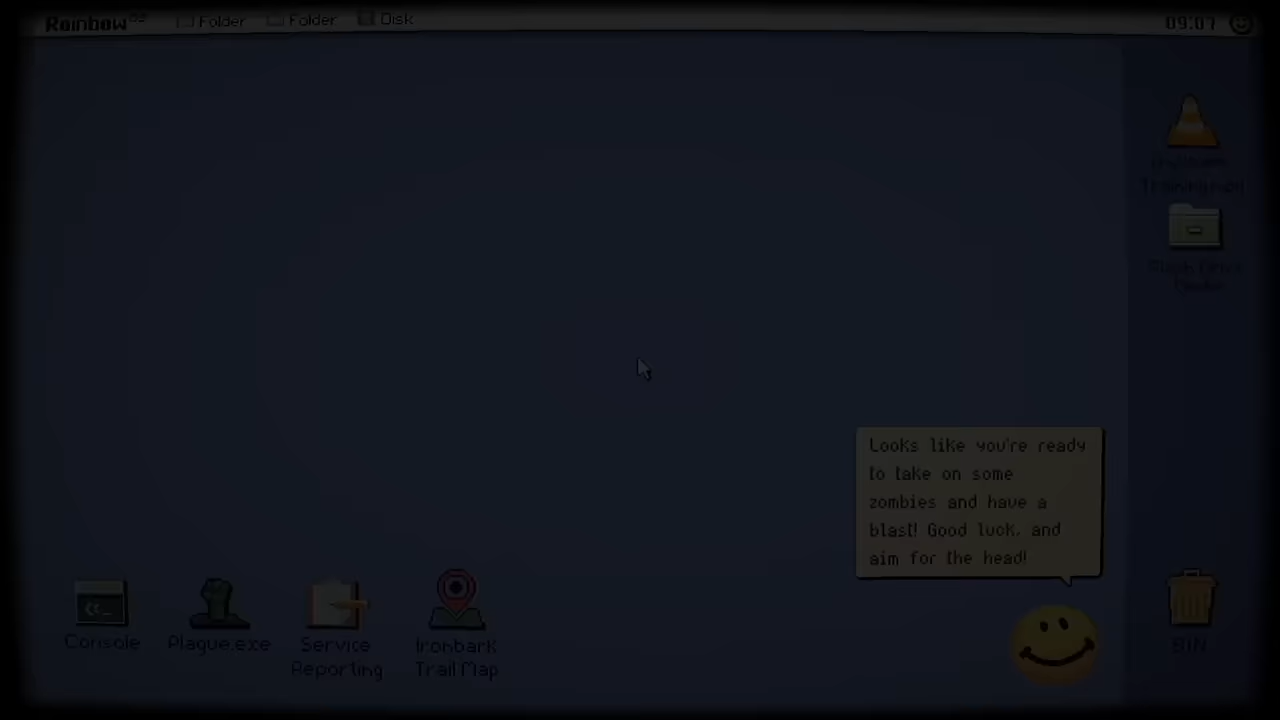 Rainbow OS
Folder
Folder
Disk
09:07
Looks like you're ready
to take on some
zombies and have a
blast! Good luck, and
aim for the head!
Console
Plague.exe
Service
Reporting
Ironbark
Trail Map
BIN